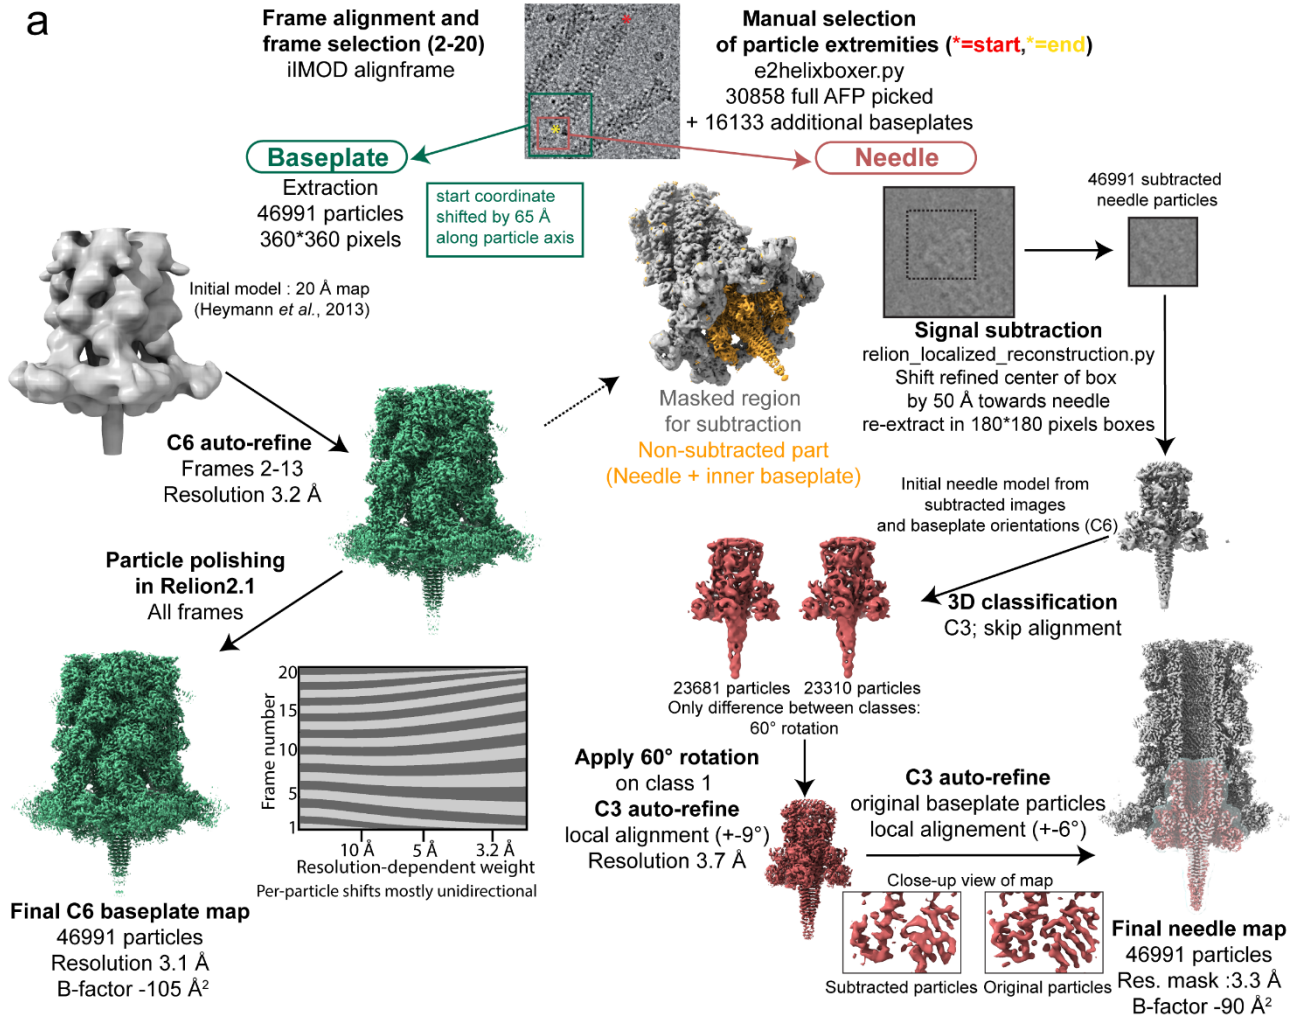 a
Frame alignment and
frame selection (2-20)
ilMOD alignframe
*
*
Manual selection
of particle extremities (*=start,*=end)
e2helixboxer.py
30858 full AFP picked
+ 16133 additional baseplates
Baseplate
Extraction
46991 particles
360*360 pixels
start coordinate
shifted by 65 Å
along particle axis
Needle
46991 subtracted
needle particles
Initial model : 20 Å map
(Heymann et al., 2013)
Signal subtraction
relion_localized_reconstruction.py
Shift refined center of box
by 50 Å towards needle
re-extract in 180*180 pixels boxes
Masked region
for subtraction
Non-subtracted part
(Needle + inner baseplate)
C6 auto-refine
Frames 2-13
Resolution 3.2 Å
Initial needle model from
subtracted images
and baseplate orientations (C6)
Particle polishing
in Relion2.1
All frames
3D classification
C3; skip alignment
23681 particles
23310 particles
Only difference between classes:
60° rotation
Frame number
20
15
10
5
1
10 Å
5 Å
3.2 Å
Resolution-dependent weight
Per-particle shifts mostly unidirectional
Apply 60° rotation
on class 1
C3 auto-refine
local alignment (+-9°)
Resolution 3.7 Å
C3 auto-refine
original baseplate particles
local alignement (+-6°)
Close-up view of map
Subtracted particles
Original particles
Final C6 baseplate map
46991 particles
Resolution 3.1 Å
B-factor -105 Å²
Final needle map
46991 particles
Res. mask :3.3 Å
B-factor -90 Å²